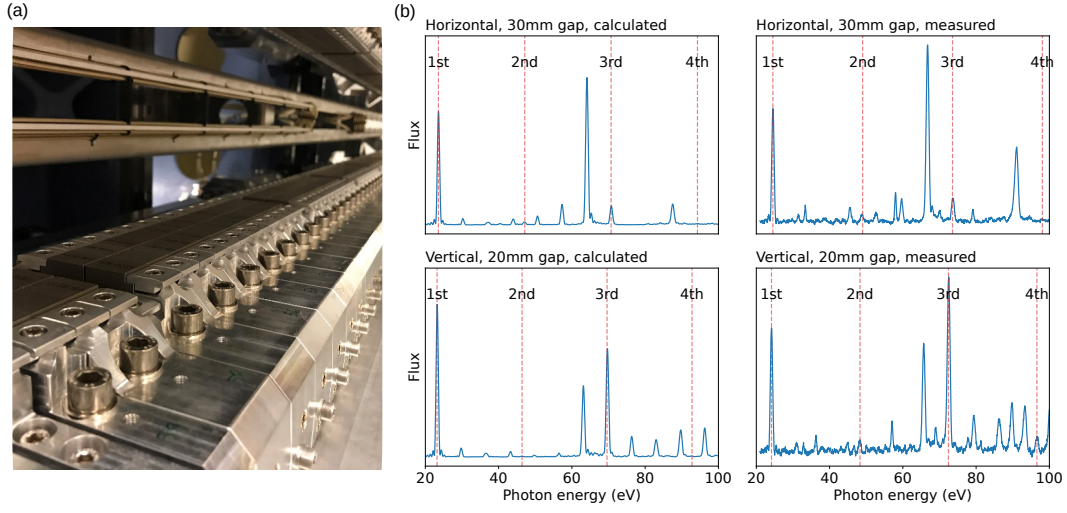 (a)
(b)
Horizontal, 30mm gap, calculated
1st
2nd
3rd
4th
Flux
Horizontal, 30mm gap, measured
1st
2nd
3rd
4th
Vertical, 20mm gap, calculated
1st
2nd
3rd
4th
Flux
20
40
60
80
100
Photon energy (eV)
Vertical, 20mm gap, measured
1st
2nd
3rd
4th
20
40
60
80
100
Photon energy (eV)